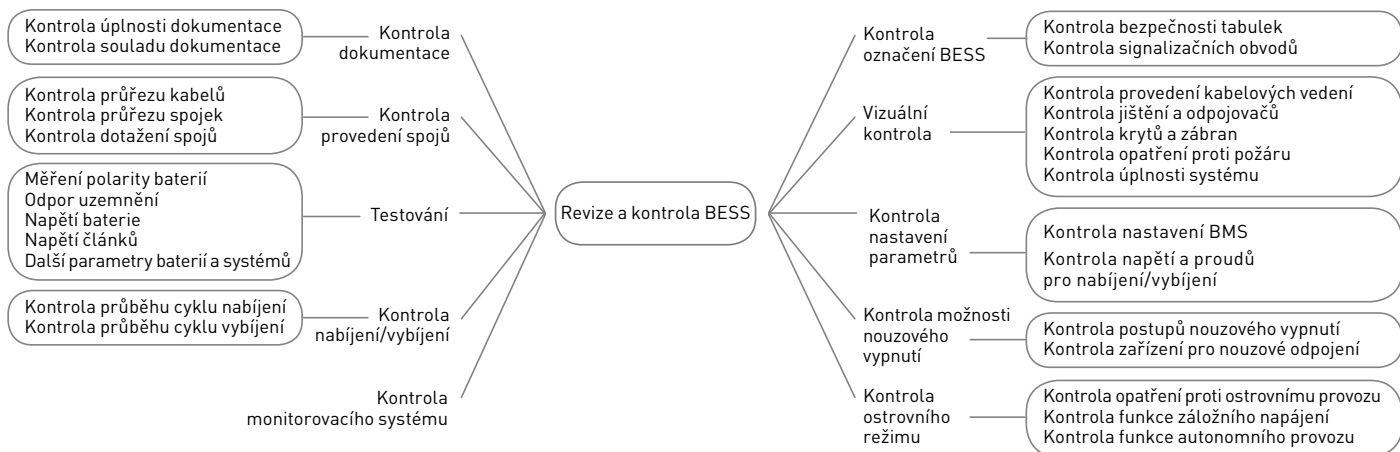 Kontrola úplnosti dokumentace
Kontrola souladu dokumentace
Kontrola
dokumentace
Kontrola průřezu kabelů
Kontrola průřezu spojek
Kontrola dotažení spojů
Kontrola
provedení spojů
Měření polarity baterií
Odpor uzemnění
Napětí baterie
Napětí článků
Další parametry baterií a systémů
Testování
Kontrola průběhu cyklu nabíjení
Kontrola průběhu cyklu vybíjení
Kontrola
nabíjení/vybíjení
Kontrola
monitorovacího systému
Revize a kontrola BESS
Kontrola
označení BESS
Kontrola bezpečnosti tabulek
Kontrola signalizačních obvodů
Vizuální
kontrola
Kontrola provedení kabelových vedení
Kontrola jištění a odpojovačů
Kontrola krytů a zábran
Kontrola opatření proti požáru
Kontrola úplnosti systému
Kontrola
nastavení
parametrů
Kontrola nastavení BMS
Kontrola napětí a proudů
pro nabíjení/vybíjení
Kontrola možnosti
nouzového
vypnutí
Kontrola postupů nouzového vypnutí
Kontrola zařízení pro nouzové odpojení
Kontrola
ostrovního
režimu
Kontrola opatření proti ostrovnímu provozu
Kontrola funkce záložního napájení
Kontrola funkce autonomního provozu